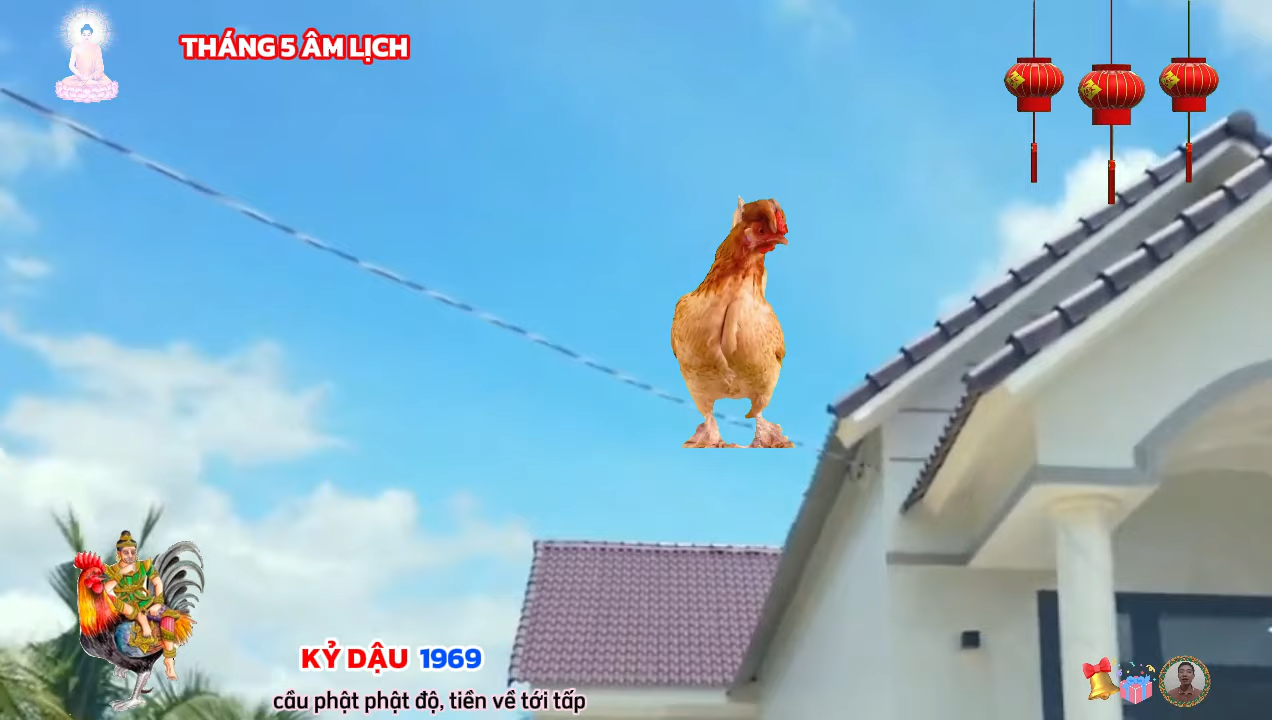 THÁNG 5 ÂM LỊCH
KỶ DẬU 1969
cầu phật phật độ, tiền về tới tấp